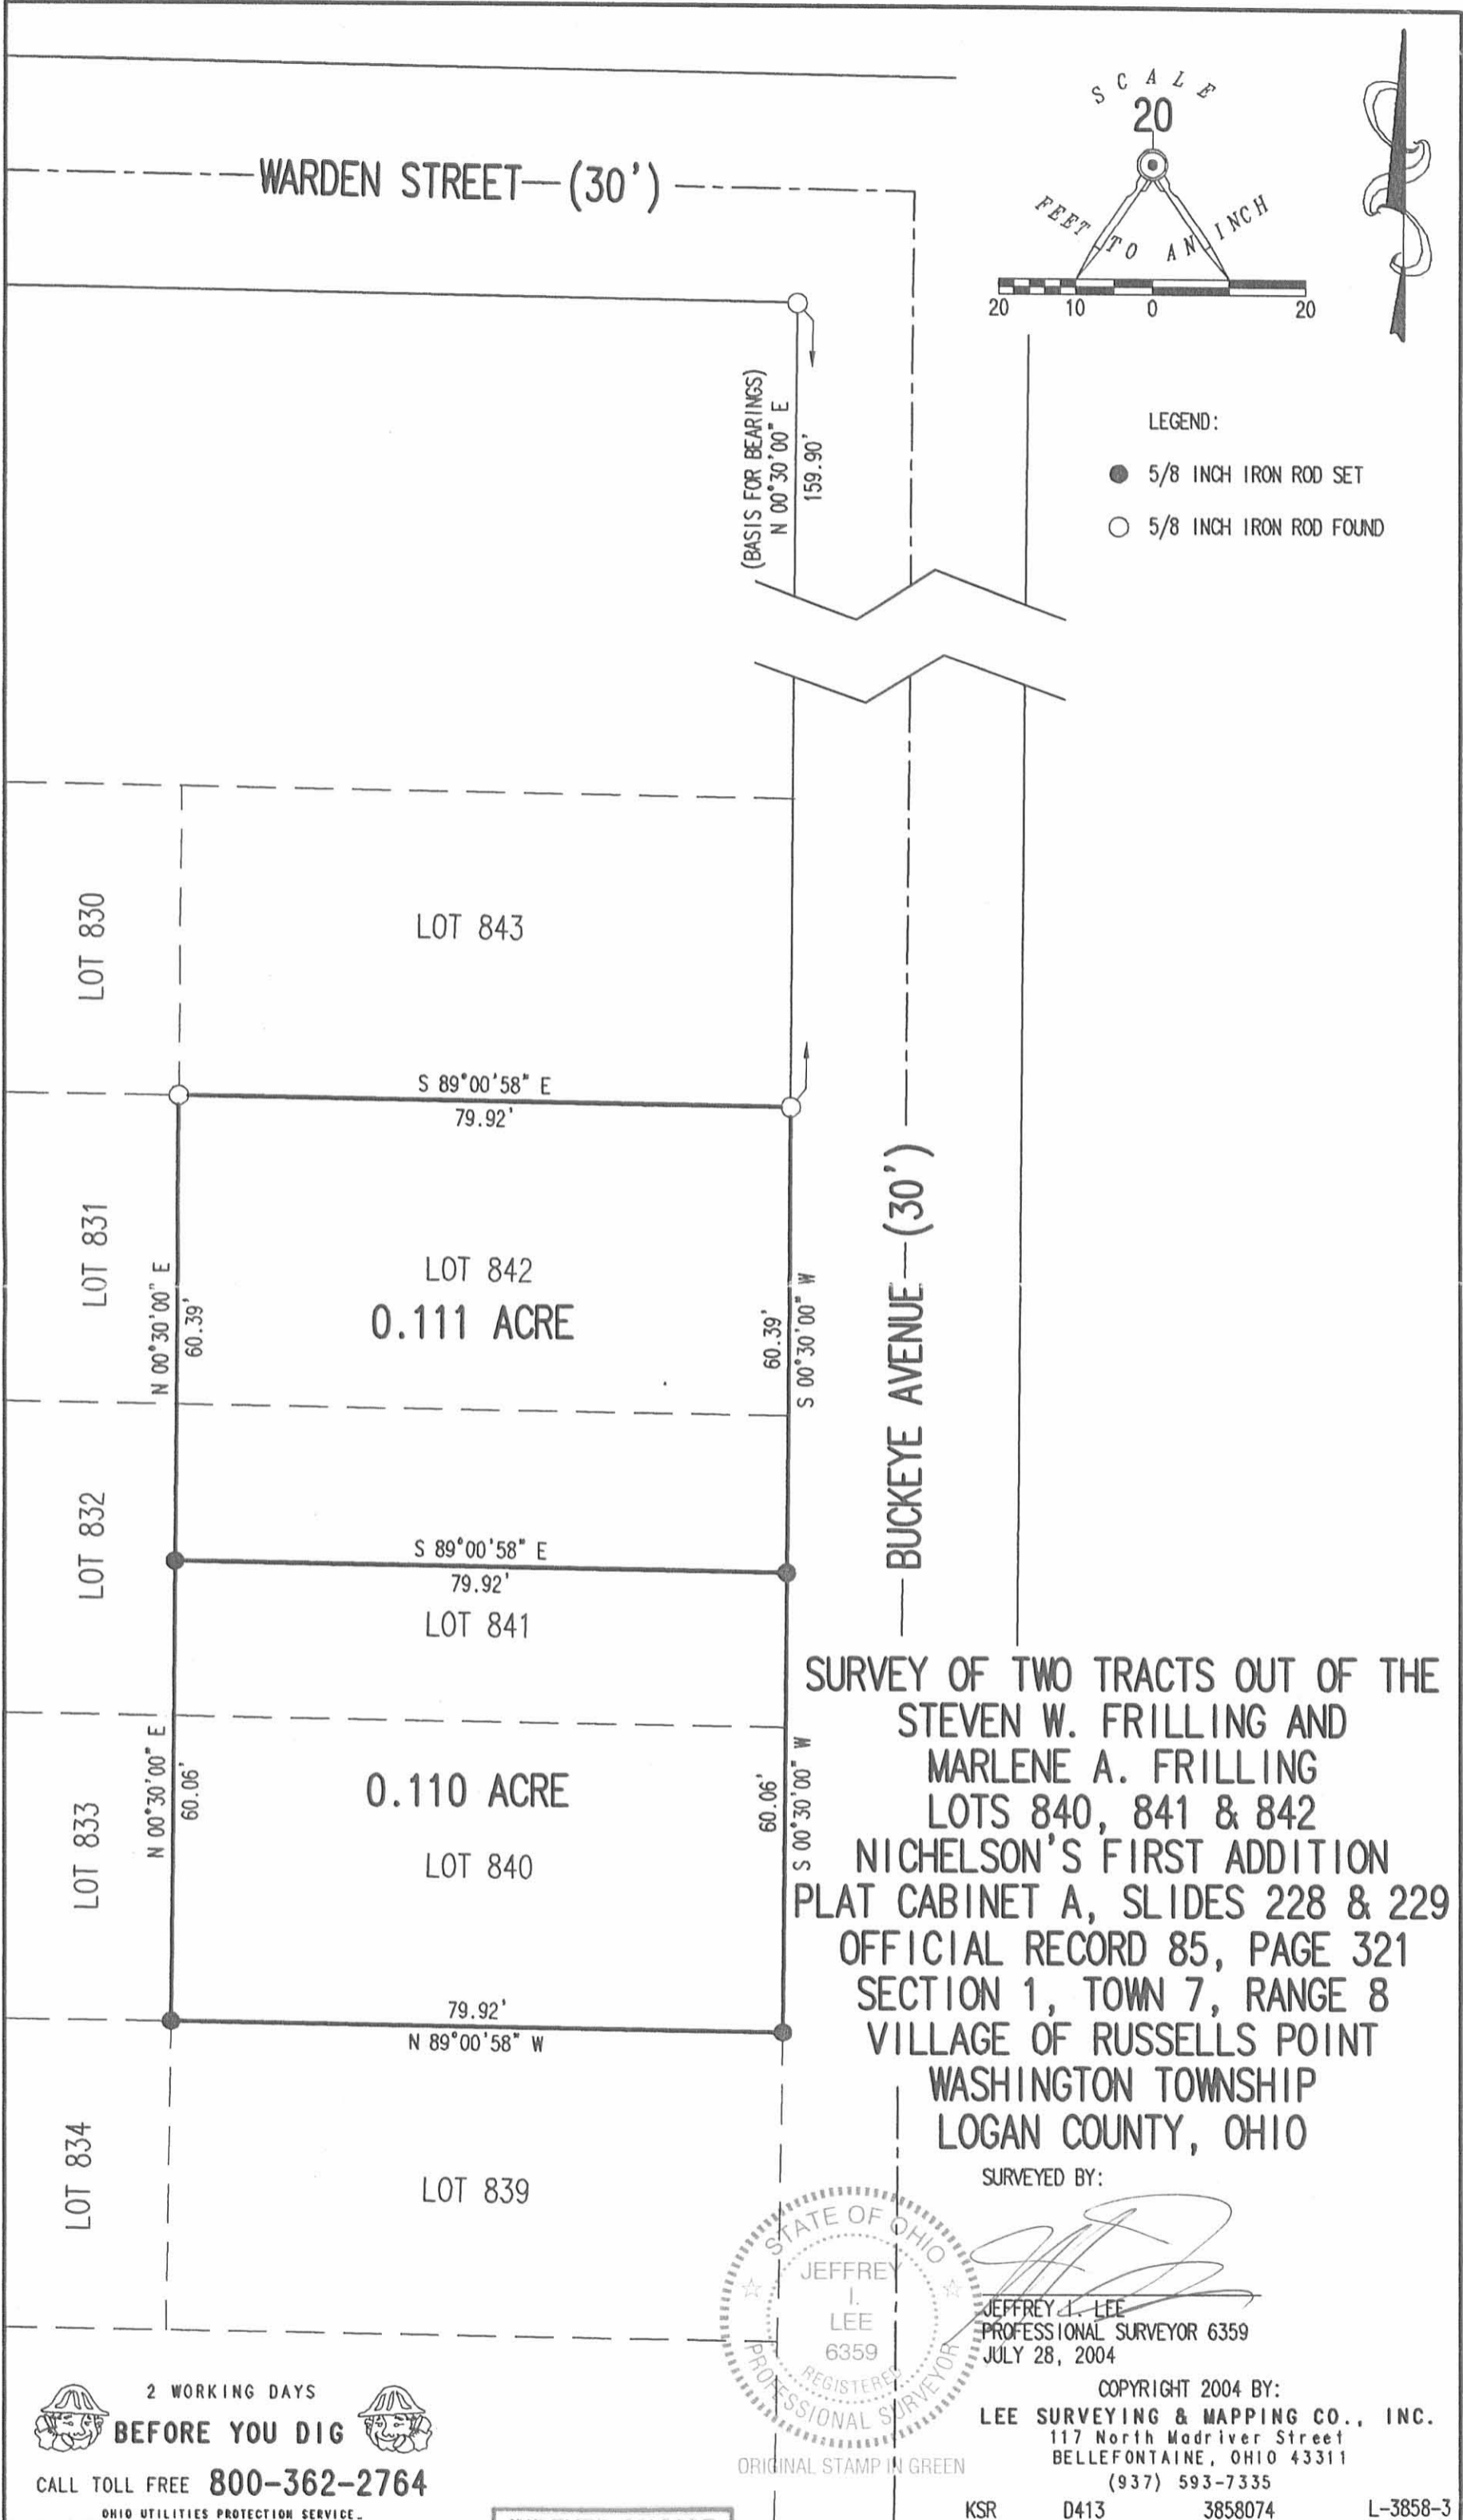 WARDEN STREET—(30')
SCALE
20
FEET TO AN INCH
20 10 0 20
(BASIS FOR BEARINGS)
N 00°30'00" E
159.90'
LEGEND:
5/8 INCH IRON ROD SET
5/8 INCH IRON ROD FOUND
LOT 830
LOT 843
S 89°00'58" E
79.92'
LOT 831
N 00°30'00" E
60.39'
LOT 842
0.111 ACRE
60.39'
S 00°30'00" W
BUCKEYE AVENUE—(30')
LOT 832
S 89°00'58" E
79.92'
LOT 841
LOT 833
N 00°30'00" E
60.06'
0.110 ACRE
LOT 840
60.06'
S 00°30'00" W
79.92'
N 89°00'58" W
LOT 834
LOT 839
SURVEY OF TWO TRACTS OUT OF THE
STEVEN W. FRILLING AND
MARLENE A. FRILLING
LOTS 840, 841 & 842
NICHELSON'S FIRST ADDITION
PLAT CABINET A, SLIDES 228 & 229
OFFICIAL RECORD 85, PAGE 321
SECTION 1, TOWN 7, RANGE 8
VILLAGE OF RUSSELLS POINT
WASHINGTON TOWNSHIP
LOGAN COUNTY, OHIO
SURVEYED BY:
JEFFREY I. LEE
PROFESSIONAL SURVEYOR 6359
JULY 28, 2004
STATE OF OHIO
JEFFREY
I.
LEE
6359
REGISTERED
PROFESSIONAL SURVEYOR
ORIGINAL STAMP IN GREEN
COPYRIGHT 2004 BY:
LEE SURVEYING & MAPPING CO., INC.
117 North Madriver Street
BELLEFONTAINE, OHIO 43311
(937) 593-7335
KSR D413 3858074 L-3858-3
2 WORKING DAYS
BEFORE YOU DIG
CALL TOLL FREE 800-362-2764
OHIO UTILITIES PROTECTION SERVICE